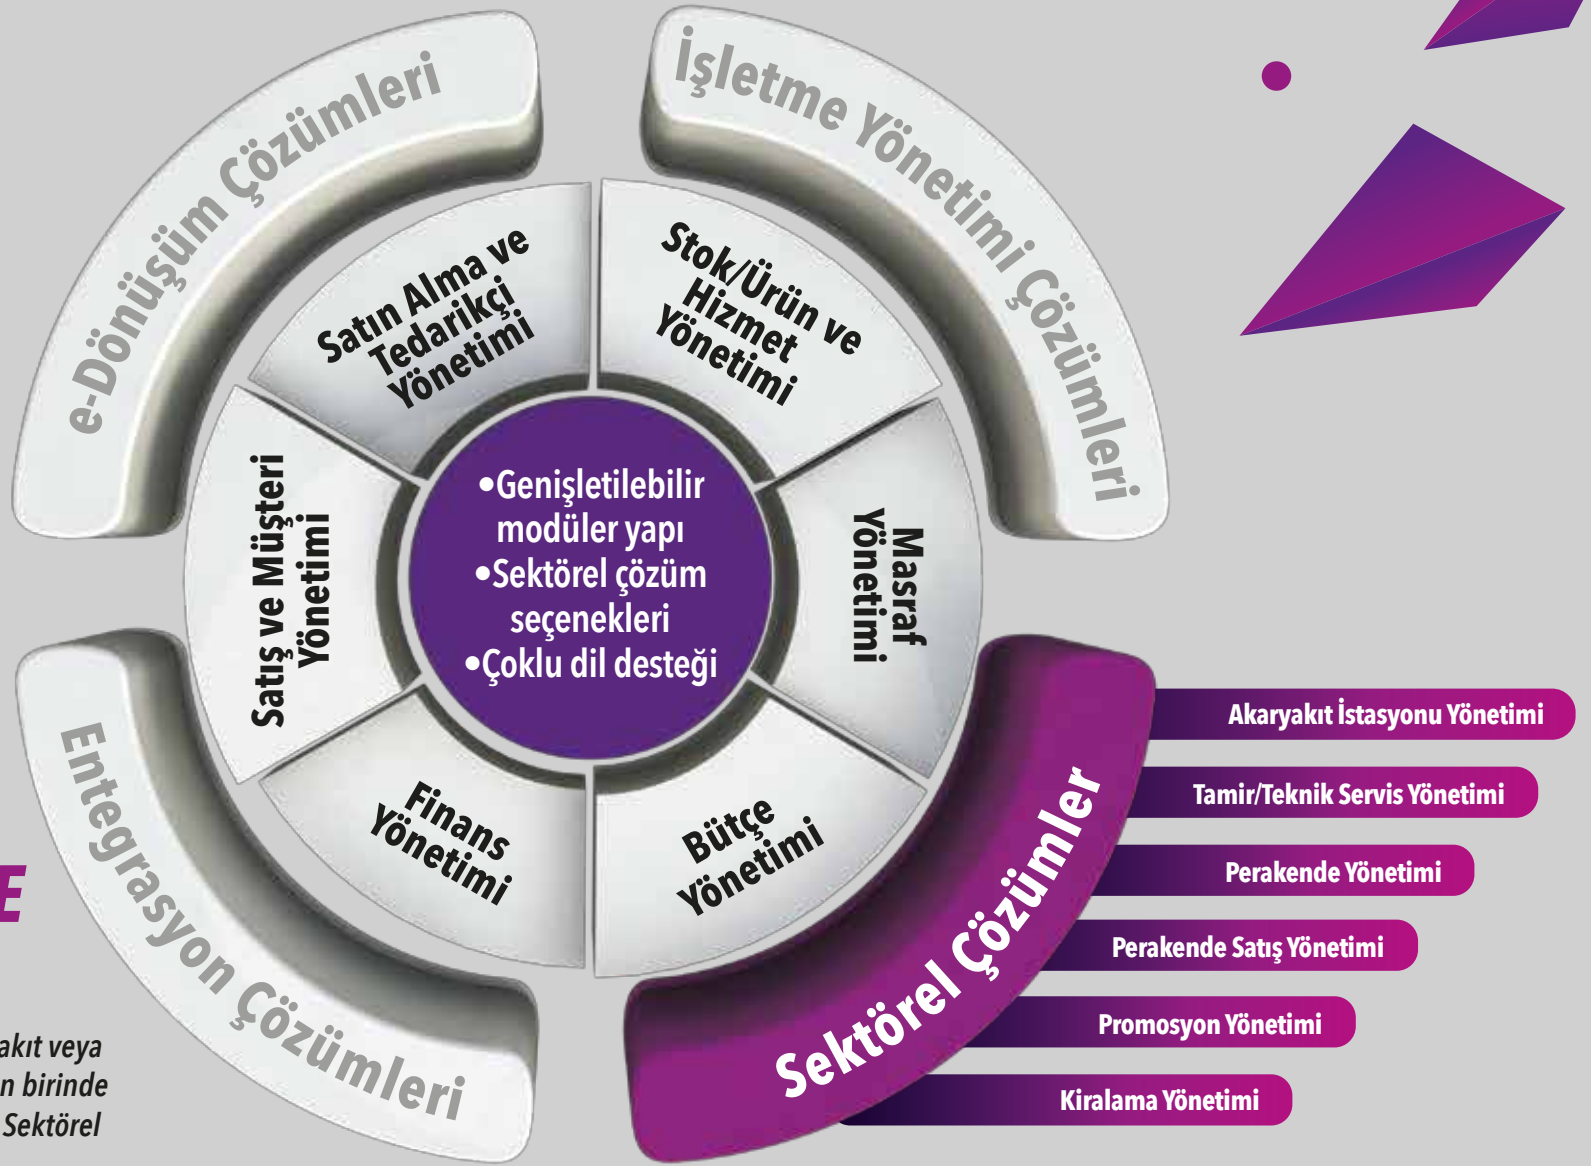 e-Dönüşüm Çözümleri
İşletme Yönetimi Çözümleri
Satın Alma ve
Tedarikçi
Yönetimi
Stok/Ürün ve
Hizmet
Yönetimi
Satış ve Müşteri
Yönetimi
•Genişletilebilir
modüler yapı
•Sektörel çözüm
seçenekleri
•Çoklu dil desteği
Masraf
Yönetimi
Finans
Yönetimi
Bütçe
Yönetimi
Entegrasyon Çözümleri
Sektörel Çözümler
Akaryakıt İstasyonu Yönetimi
Tamir/Teknik Servis Yönetimi
Perakende Yönetimi
Perakende Satış Yönetimi
Promosyon Yönetimi
Kiralama Yönetimi
E
akıt veya
n birinde
Sektörel